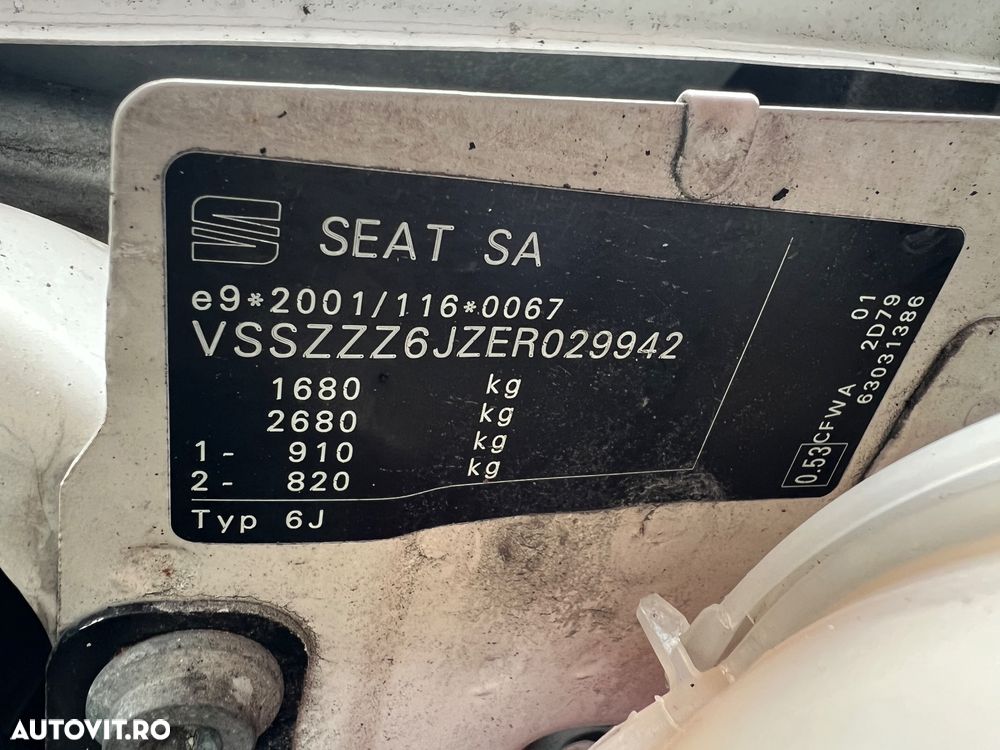 SEAT SA
e9*2001/116*0067
VSSZZZ6JZER029942
1680 kg
2680 kg
1- 910 kg
2- 820 kg
Typ 6J
01
2D79
63031386
0.53 CFWA
AUTOVIT.RO